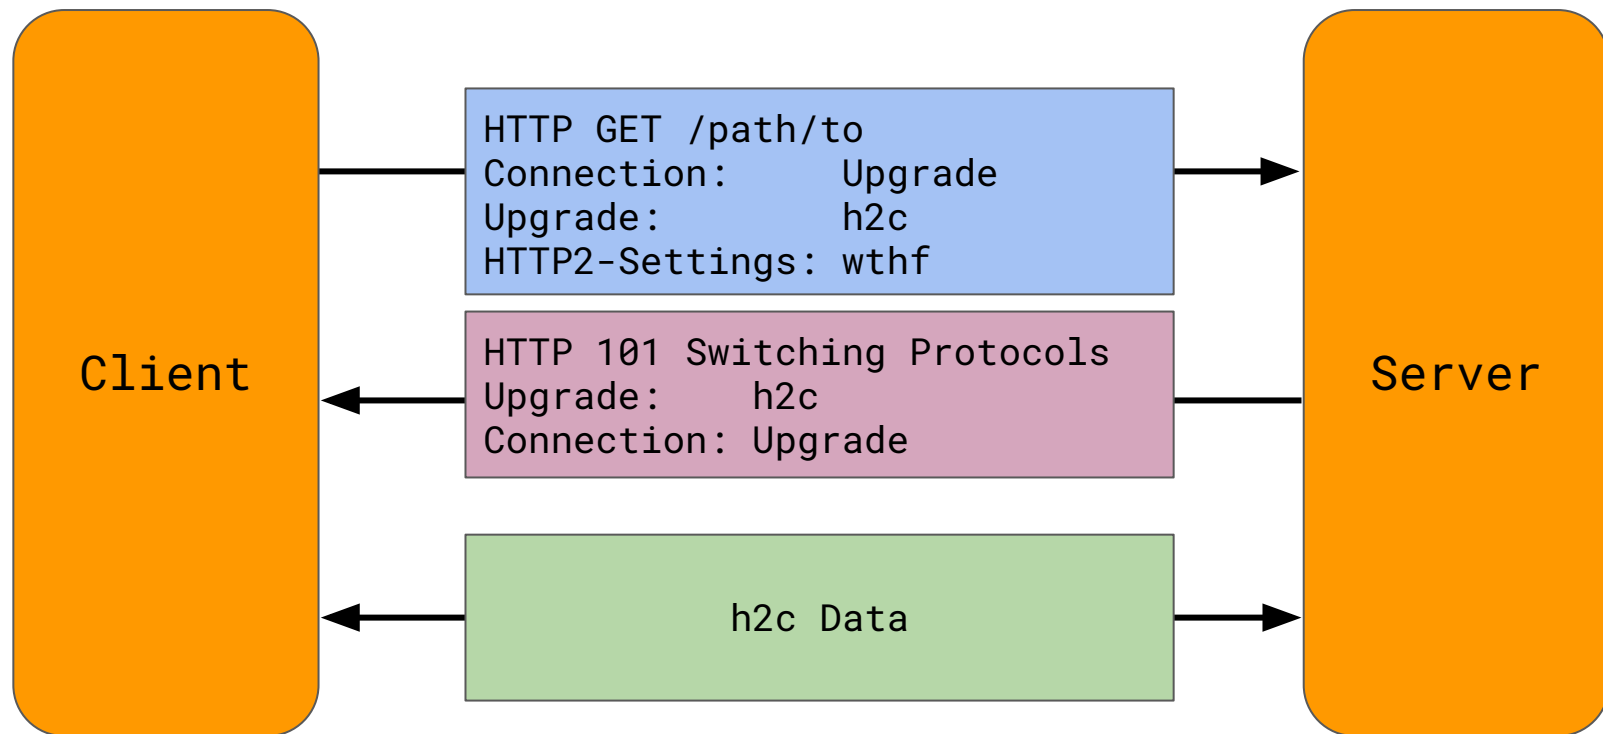 Client
HTTP GET /path/to
Connection: Upgrade
Upgrade: h2c
HTTP2-Settings: wthf
HTTP 101 Switching Protocols
Upgrade: h2c
Connection: Upgrade
h2c Data
Server